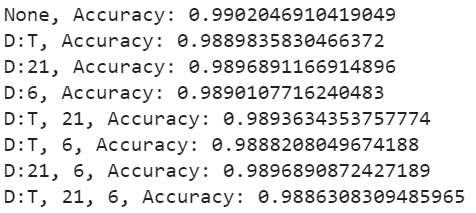 None, Accuracy: 0.9902046910419049
D:T, Accuracy: 0.9889835830466372
D:21, Accuracy: 0.9896891166914896
D:6, Accuracy: 0.9890107716240483
D:T, 21, Accuracy: 0.9893634353757774
D:T, 6, Accuracy: 0.9888208049674188
D:21, 6, Accuracy: 0.9896890872427189
D:T, 21, 6, Accuracy: 0.9886308309485965